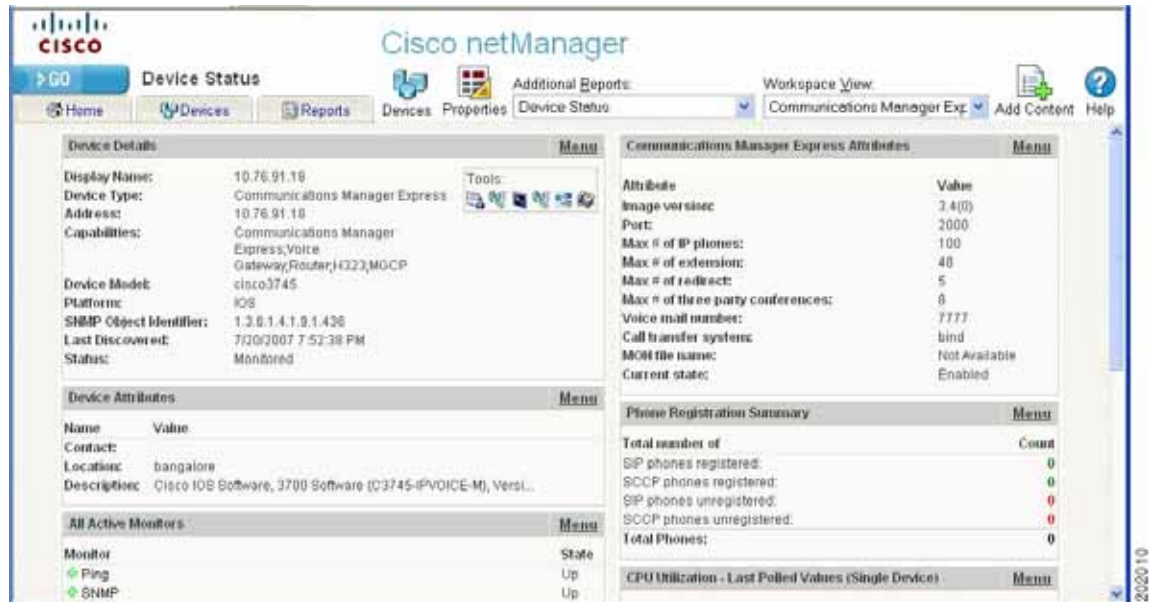 CISCO
Cisco netManager
>GO
Device Status
Additional Reports:
Workspace View:
Home
Devices
Reports
Devices
Properties
Device Status
Communications Manager Exp
Add Content
Help
Device Details
Menu
Display Name: 10.76.91.18
Device Type: Communications Manager Express
Address: 10.76.91.18
Capabilities: Communications Manager
Express;Voice
Gateway;Router;H323;MGCP
Device Model: cisco3745
Platform: IOS
SNMP Object Identifier: 1.3.6.1.4.1.9.1.436
Last Discovered: 7/20/2007 7:52:38 PM
Status: Monitored
Tools:
Device Attributes
Menu
Name Value
Contact:
Location: bangalore
Description: Cisco IOS Software, 3700 Software (C3745-IPVOICE-M), Versi...
All Active Monitors
Menu
Monitor State
Ping Up
SNMP Up
Communications Manager Express Attributes
Menu
Attribute Value
Image version: 3.4(0)
Port: 2000
Max # of IP phones: 100
Max # of extension: 48
Max # of redirect: 5
Max # of three party conferences: 8
Voice mail number: 7777
Call transfer system: bind
MOH file name: Not Available
Current state: Enabled
Phone Registration Summary
Menu
Total number of Count
SIP phones registered: 0
SCCP phones registered: 0
SIP phones unregistered: 0
SCCP phones unregistered: 0
Total Phones: 0
CPU Utilization - Last Polled Values (Single Device)
Menu
202010